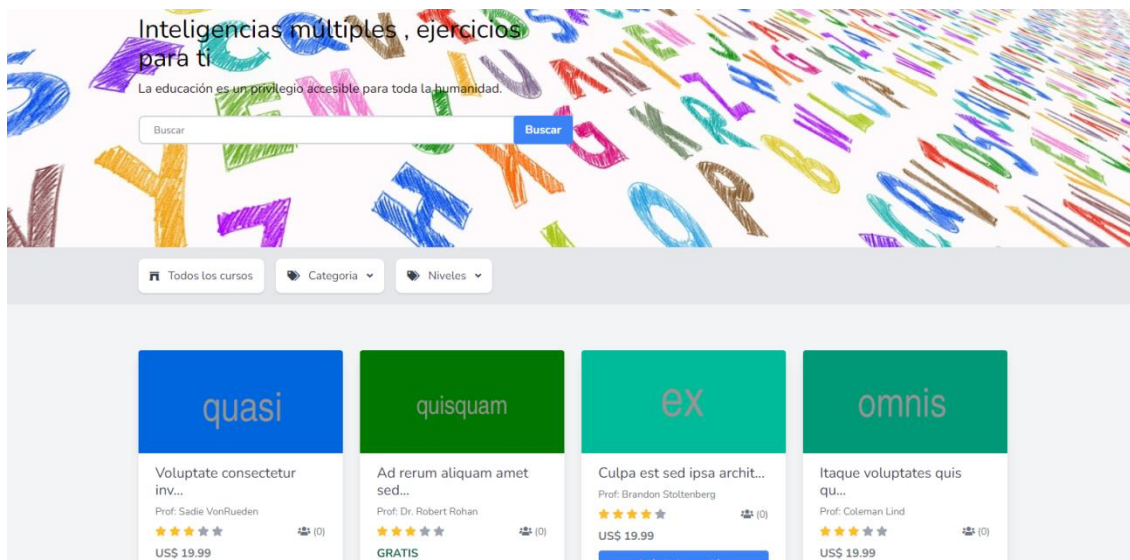 Inteligencias múltiples , ejercicios
para ti
La educación es un privilegio accesible para toda la humanidad.
Buscar
Buscar
Todos los cursos
Categoria
Niveles
quasi
quisquam
ex
omnis
Voluptate consectetur
inv...
Prof: Sadie VonRueden
(0)
US$ 19.99
Ad rerum aliquam amet
sed...
Prof: Dr. Robert Rohan
(0)
GRATIS
Culpa est sed ipsa archit...
Prof: Brandon Stoltenberg
(0)
US$ 19.99
Itaque voluptates quis
qu...
Prof: Coleman Lind
(0)
US$ 19.99